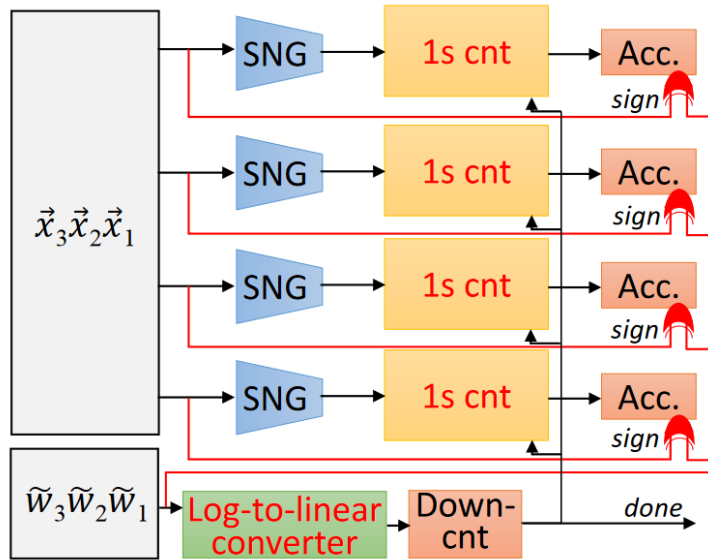 SNG 1s cnt Acc.
sign
SNG 1s cnt Acc.
sign
x⃗₃x⃗₂x⃗₁
SNG 1s cnt Acc.
sign
SNG 1s cnt Acc.
sign
w̃₃w̃₂w̃₁
Log-to-linear
converter
Down-
cnt
done